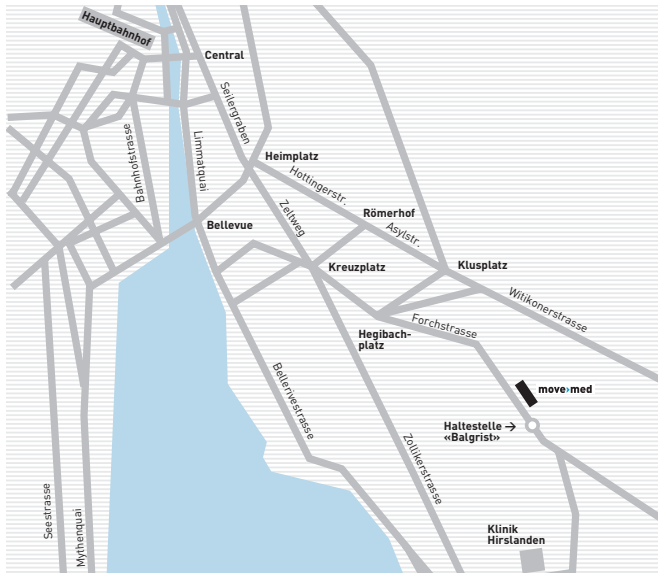 Hauptbahnhof
Central
Seilergraben
Bahnhofstrasse
Limmatquai
Heimplatz
Hottingerstr.
Römerhof
Asylstr.
Zeltweg
Bellevue
Kreuzplatz
Klusplatz
Witikonerstrasse
Forchstrasse
Hegibach-
platz
Bellerivestrasse
move›med
Haltestelle →
«Balgrist»
Zollikerstrasse
Seestrasse
Mythenquai
Klinik
Hirslanden